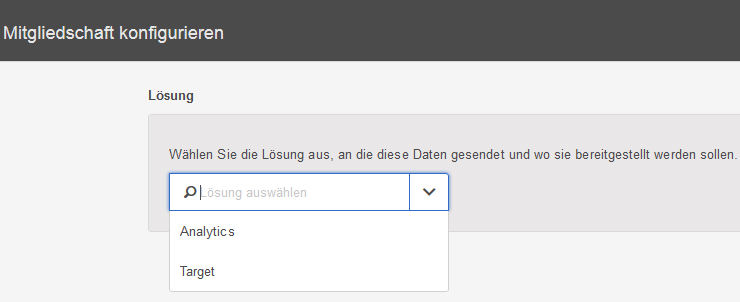 Mitgliedschaft konfigurieren
Lösung
Wählen Sie die Lösung aus, an die diese Daten gesendet und wo sie bereitgestellt werden sollen.
Lösung auswählen
Analytics
Target